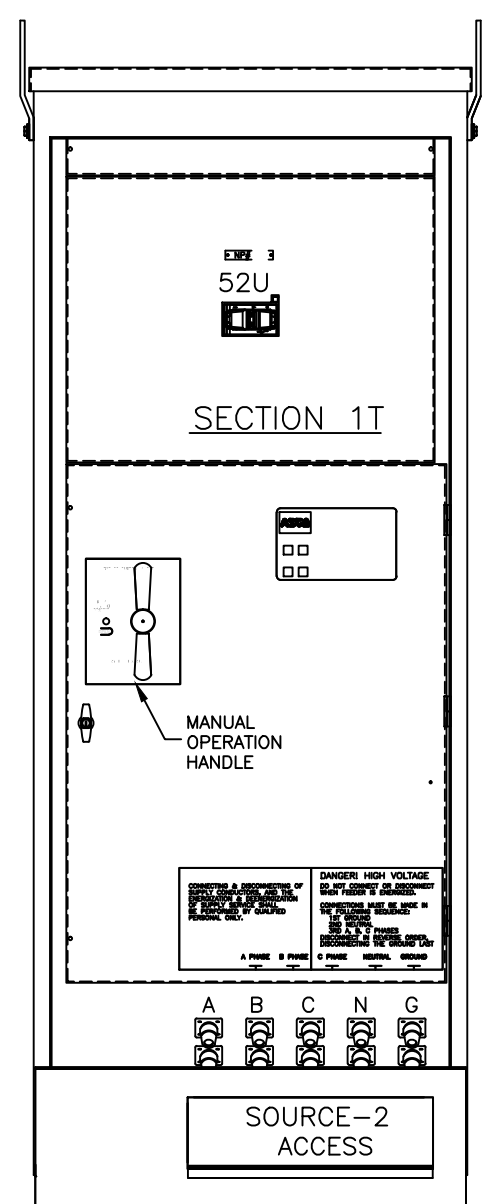 NP#
52U
SECTION 1T
MANUAL
OPERATION
HANDLE
CONNECTING & DISCONNECTING OF
SUPPLY CONDUCTORS, AND THE
ENERGIZATION & DEENERGIZATION
OF SUPPLY SERVICE SHALL
BE PERFORMED BY QUALIFIED
PERSONAL ONLY.
DANGER! HIGH VOLTAGE
DO NOT CONNECT OR DISCONNECT
WHEN FEEDER IS ENERGIZED.
CONNECTIONS MUST BE MADE IN
THE FOLLOWING SEQUENCE:
1ST GROUND
2ND NEUTRAL
3RD A, B, C PHASES
DISCONNECT IN REVERSE ORDER,
DISCONNECTING THE GROUND LAST
A PHASE B PHASE C PHASE NEUTRAL GROUND
A B C N G
SOURCE-2
ACCESS